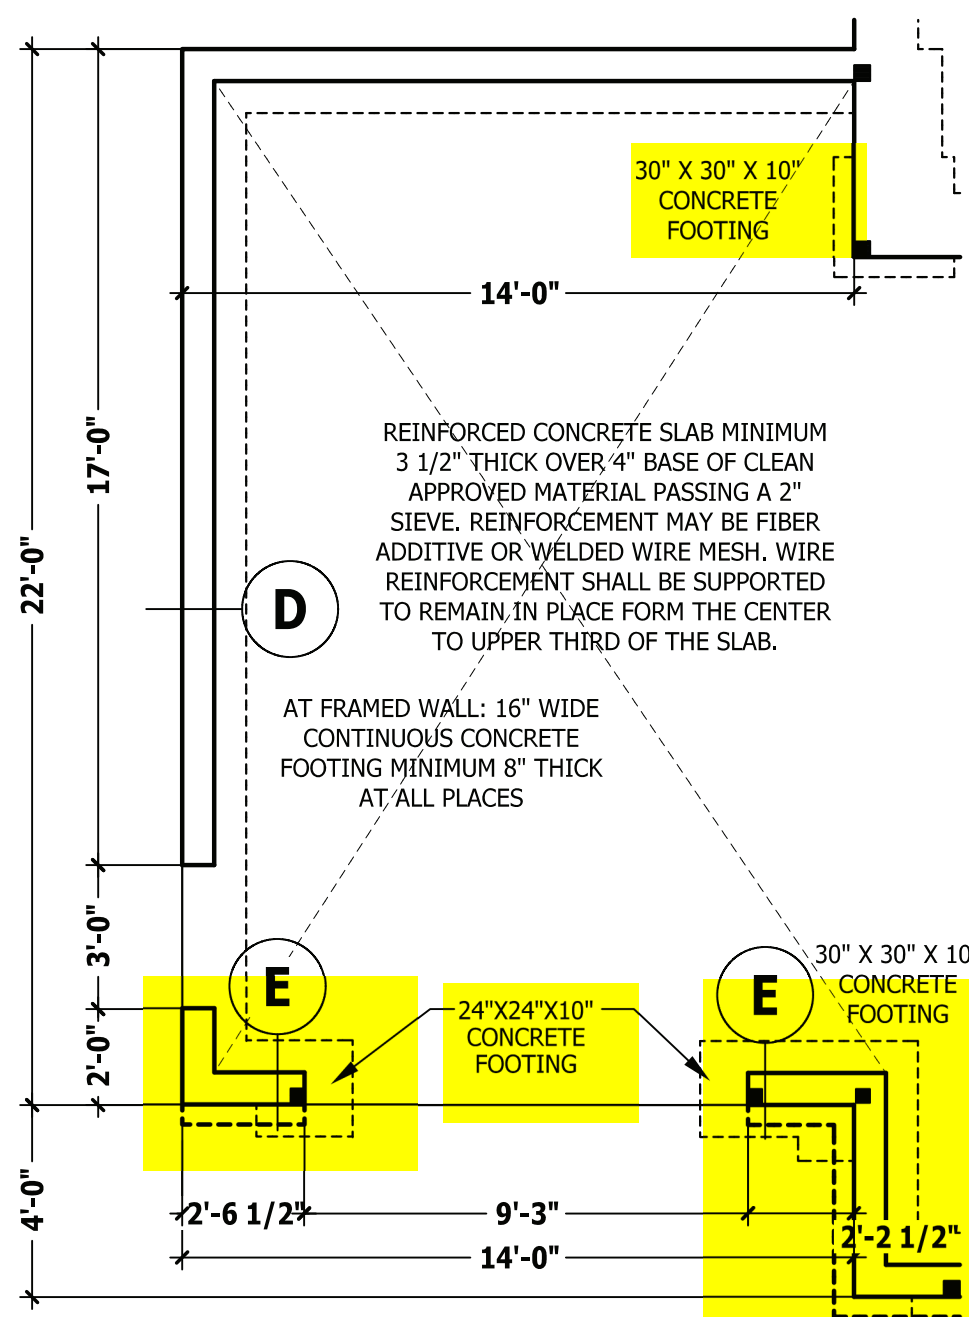 30" X 30" X 10"
CONCRETE
FOOTING
14'-0"
17'-0"
22'-0"
REINFORCED CONCRETE SLAB MINIMUM
3 1/2" THICK OVER 4" BASE OF CLEAN
APPROVED MATERIAL PASSING A 2"
SIEVE. REINFORCEMENT MAY BE FIBER
ADDITIVE OR WELDED WIRE MESH. WIRE
REINFORCEMENT SHALL BE SUPPORTED
TO REMAIN IN PLACE FORM THE CENTER
TO UPPER THIRD OF THE SLAB.
D
AT FRAMED WALL: 16" WIDE
CONTINUOUS CONCRETE
FOOTING MINIMUM 8" THICK
AT ALL PLACES
3'-0"
2'-0"
4'-0"
E
24"X24"X10"
CONCRETE
FOOTING
E
30" X 30" X 10
CONCRETE
FOOTING
2'-6 1/2"
9'-3"
2'-2 1/2"
14'-0"